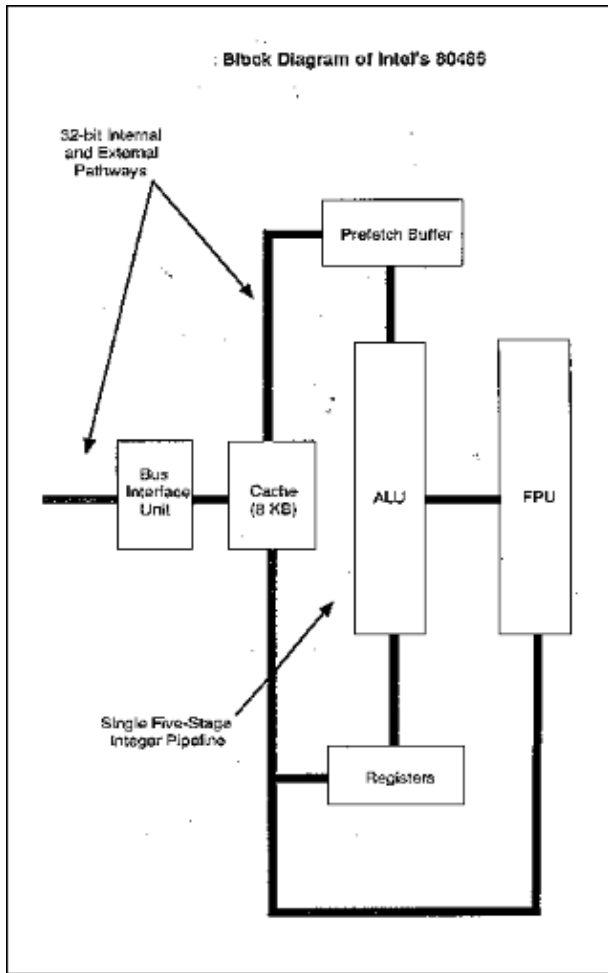 Block Diagram of Intel's 80486
32-bit Internal
and External
Pathways
Prefetch Buffer
Bus
Interface
Unit
Cache
(8 KB)
ALU
FPU
Single Five-Stage
Integer Pipeline
Registers